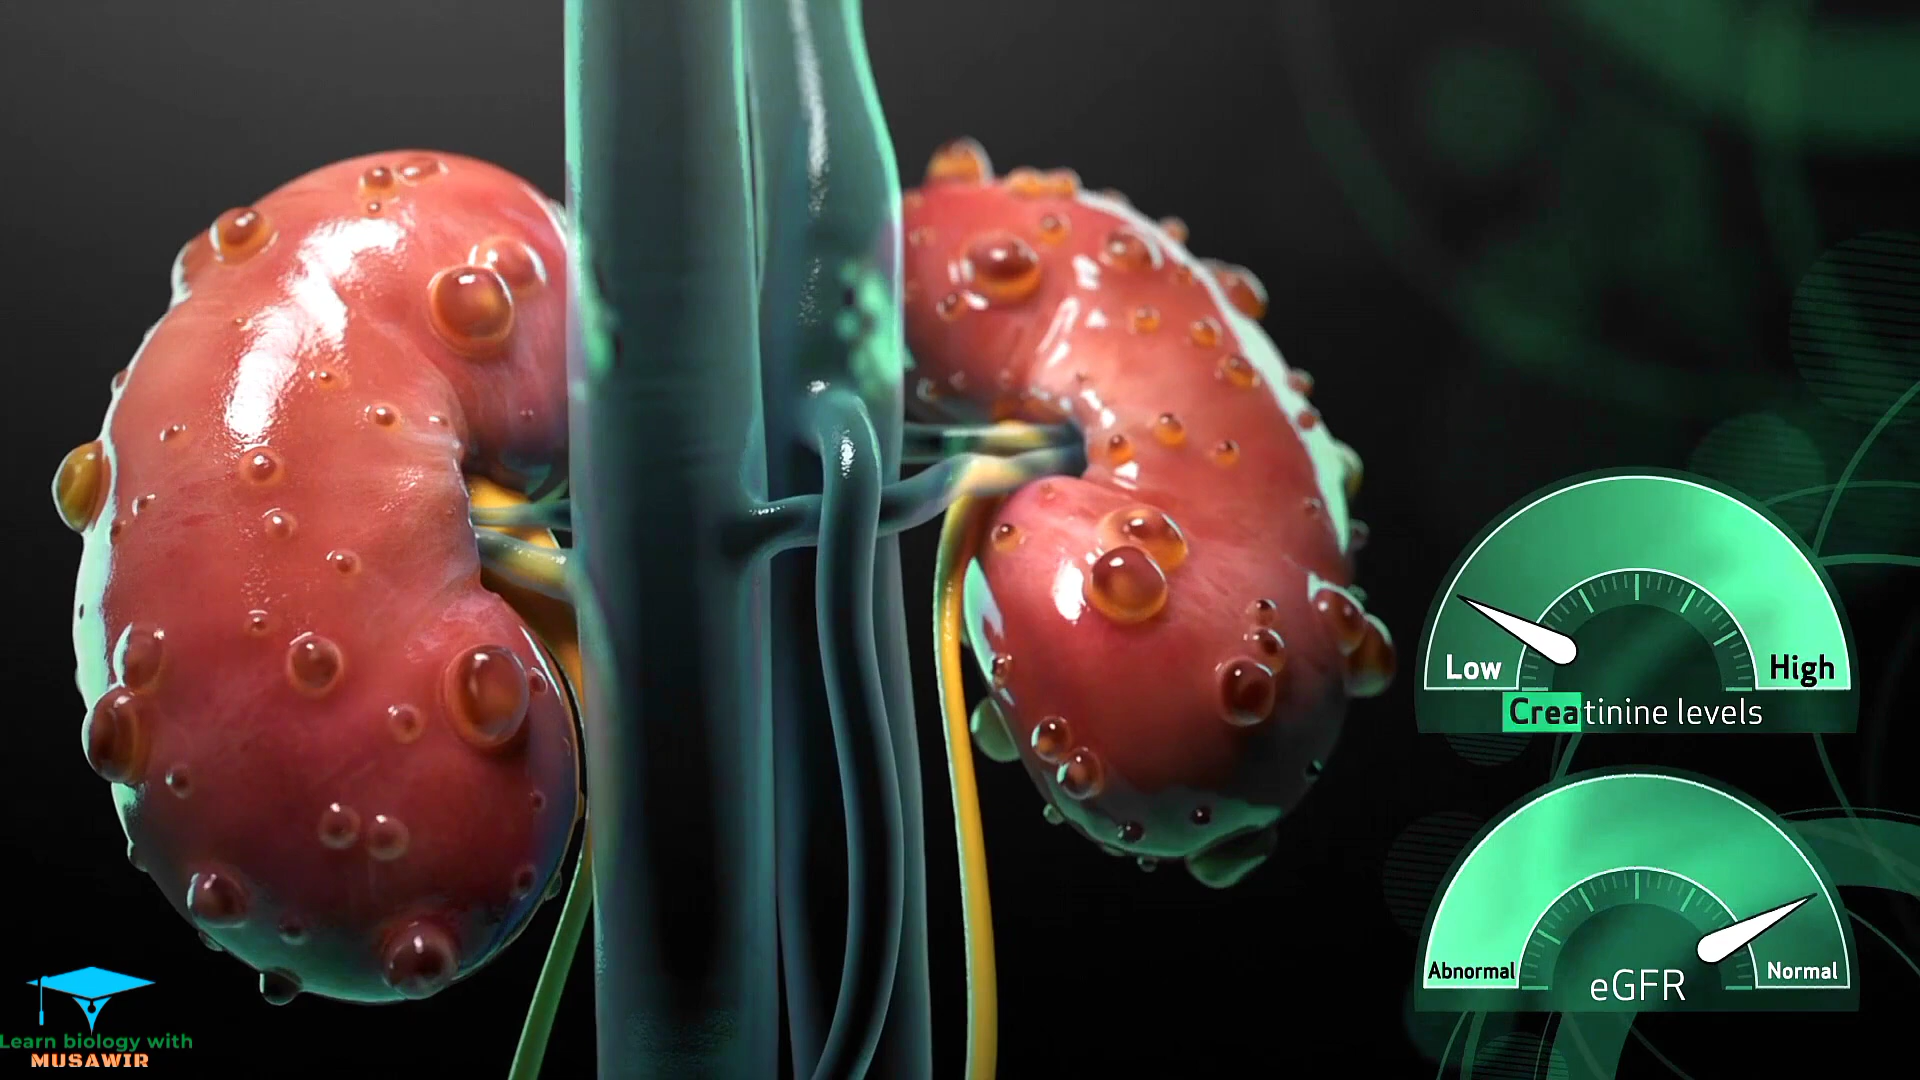 Low
High
Creatinine levels
Abnormal
Normal
eGFR
Learn biology with
MUSAWIR